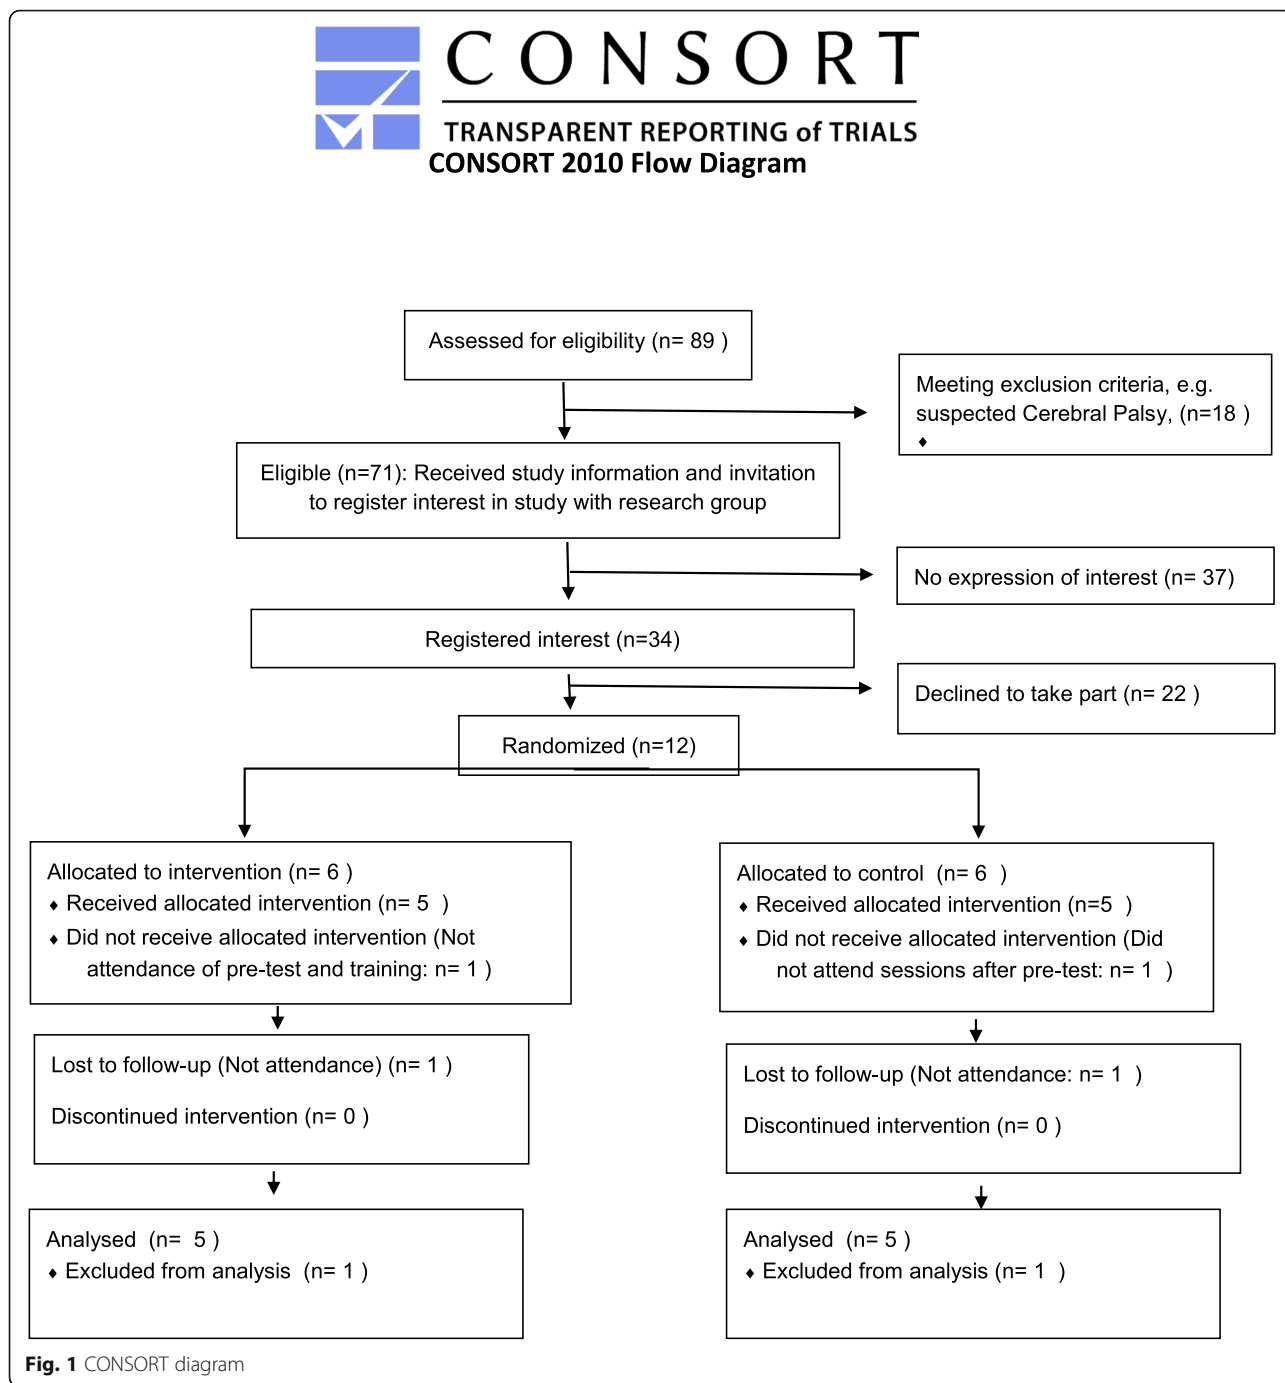 CONSORT
TRANSPARENT REPORTING of TRIALS
CONSORT 2010 Flow Diagram
Assessed for eligibility (n= 89 )
Meeting exclusion criteria, e.g.
suspected Cerebral Palsy, (n=18 )
♦
Eligible (n=71): Received study information and invitation
to register interest in study with research group
No expression of interest (n= 37)
Registered interest (n=34)
Declined to take part (n= 22 )
Randomized (n=12)
Allocated to intervention (n= 6 )
♦ Received allocated intervention (n= 5 )
♦ Did not receive allocated intervention (Not
attendance of pre-test and training: n= 1 )
Allocated to control (n= 6 )
♦ Received allocated intervention (n=5 )
♦ Did not receive allocated intervention (Did
not attend sessions after pre-test: n= 1 )
Lost to follow-up (Not attendance) (n= 1 )
Discontinued intervention (n= 0 )
Lost to follow-up (Not attendance: n= 1 )
Discontinued intervention (n= 0 )
Analysed (n= 5 )
♦ Excluded from analysis (n= 1 )
Analysed (n= 5 )
♦ Excluded from analysis (n= 1 )
Fig. 1 CONSORT diagram